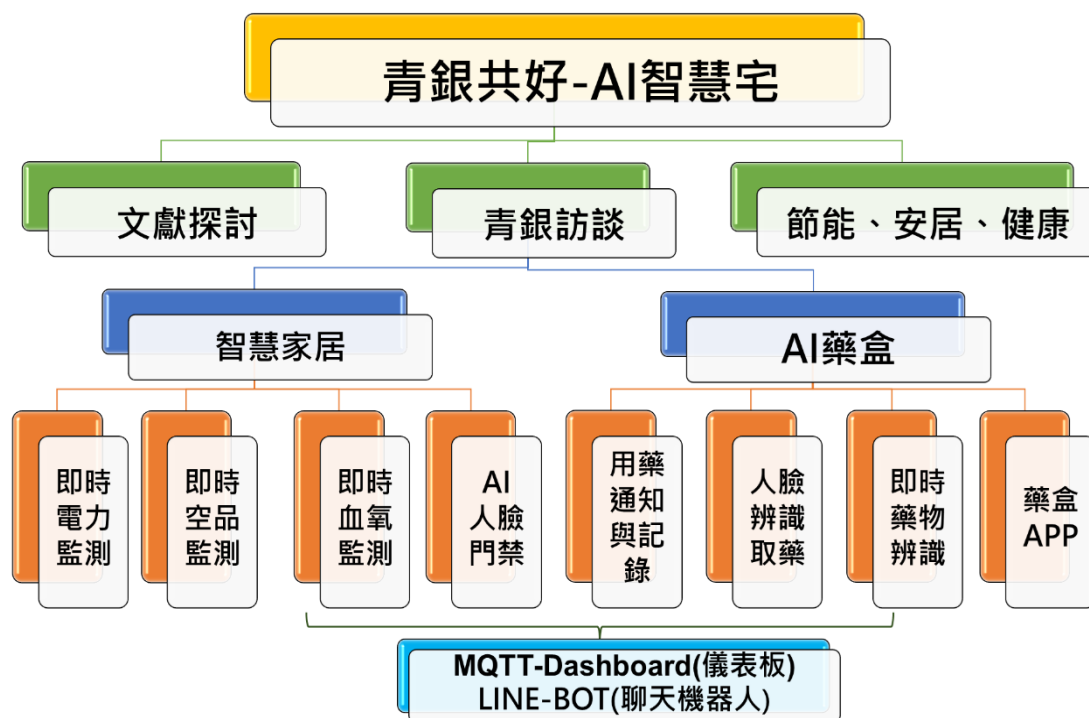 青銀共好-AI智慧宅
文獻探討
青銀訪談
節能、安居、健康
智慧家居
AI藥盒
即時
電力
監測
即時
空品
監測
即時
血氧
監測
AI
人臉
門禁
用藥
通知
與記
錄
人臉
辨識
取藥
即時
藥物
辨識
藥盒
APP
MQTT-Dashboard(儀表板)
LINE-BOT(聊天機器人)